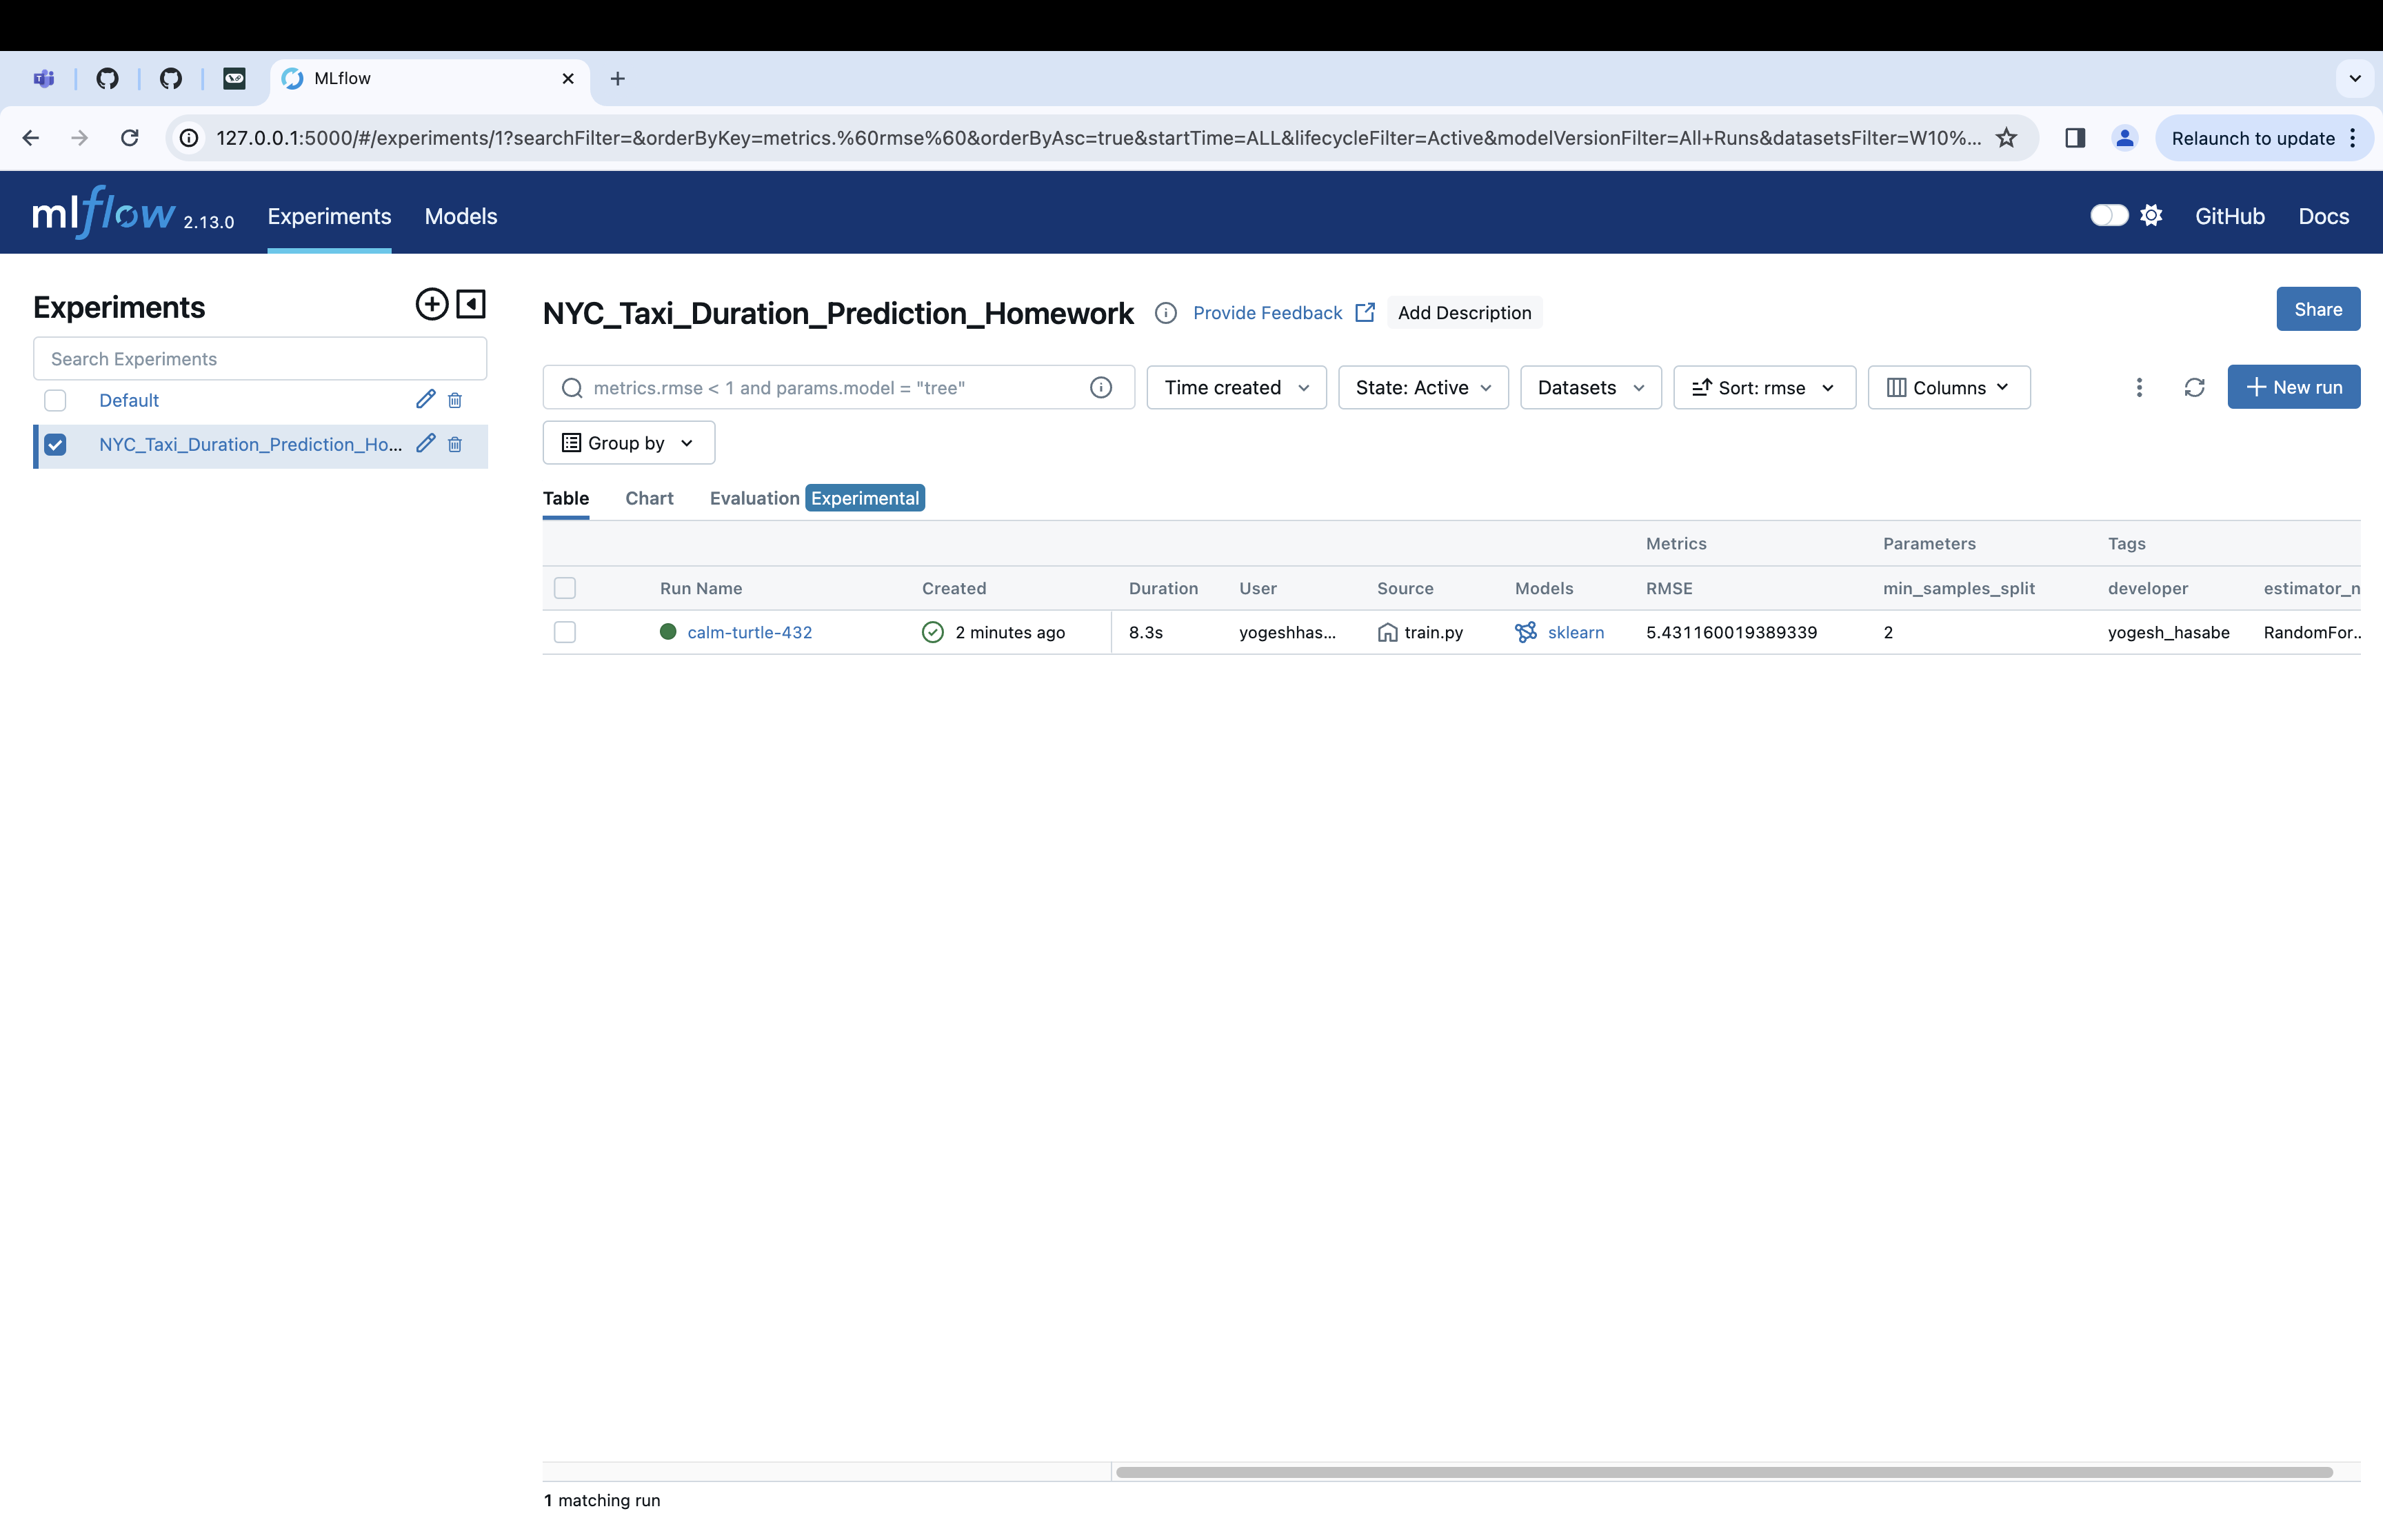 MLflow
127.0.0.1:5000/#/experiments/1?searchFilter=&orderByKey=metrics.%60rmse%60&orderByAsc=true&startTime=ALL&lifecycleFilter=Active&modelVersionFilter=All+Runs&datasetsFilter=W10%...
Relaunch to update
mlflow 2.13.0 Experiments Models GitHub Docs
Experiments
Search Experiments
Default
NYC_Taxi_Duration_Prediction_Ho...
NYC_Taxi_Duration_Prediction_Homework Provide Feedback Add Description Share
metrics.rmse < 1 and params.model = "tree" Time created State: Active Datasets Sort: rmse Columns New run
Group by
Table Chart Evaluation Experimental
Metrics Parameters Tags
Run Name Created Duration User Source Models RMSE min_samples_split developer estimator_n
calm-turtle-432 2 minutes ago 8.3s yogeshhas... train.py sklearn 5.431160019389339 2 yogesh_hasabe RandomFor...
1 matching run